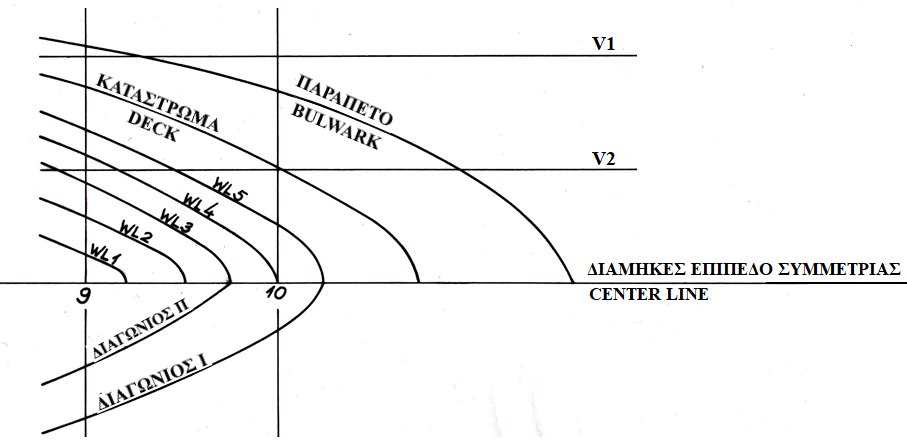 V1
ΠΑΡΑΠΕΤΟ
BULWARK
ΚΑΤΑΣΤΡΩΜΑ
DECK
V2
WL5
WL4
WL3
WL2
WL1
ΔΙΑΜΗΚΕΣ ΕΠΙΠΕΔΟ ΣΥΜΜΕΤΡΙΑΣ
9
10
CENTER LINE
ΔΙΑΓΩΝΙΟΣ ΙΙ
ΔΙΑΓΩΝΙΟΣ Ι